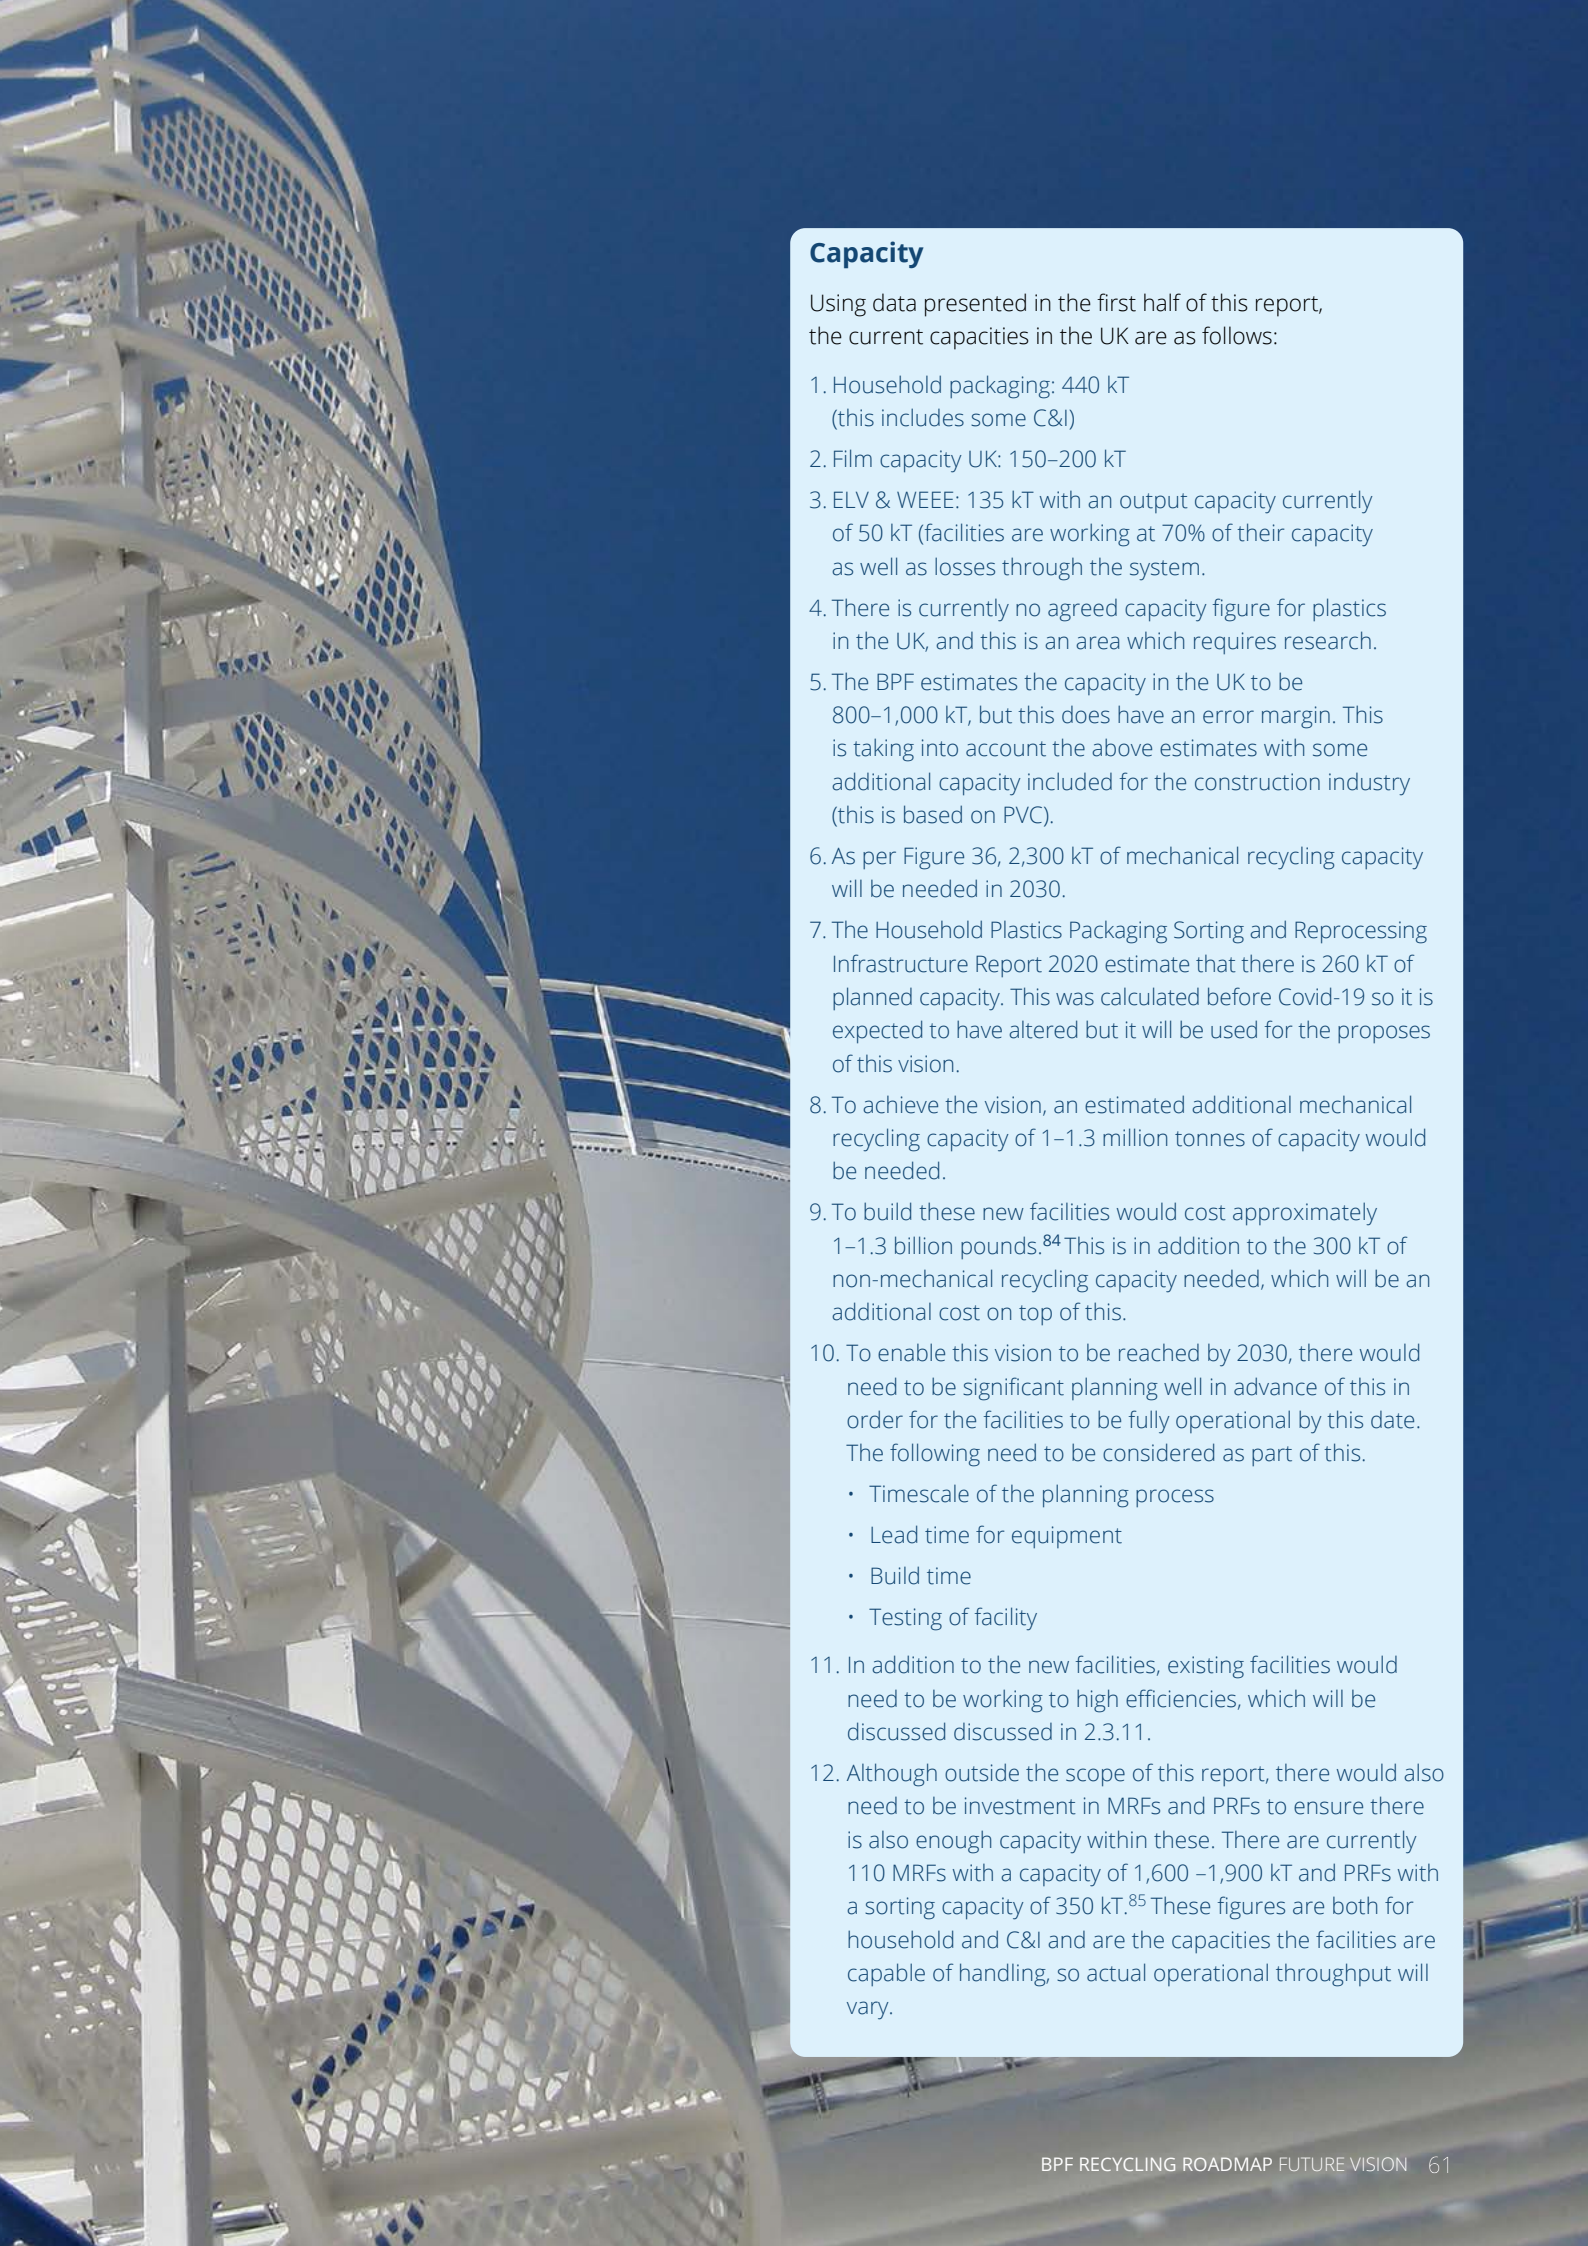 Capacity
Using data presented in the first half of this report,
the current capacities in the UK are as follows:
1. Household packaging: 440 kT
(this includes some C&I)
2. Film capacity UK: 150–200 kT
3. ELV & WEEE: 135 kT with an output capacity currently
of 50 kT (facilities are working at 70% of their capacity
as well as losses through the system.
4. There is currently no agreed capacity figure for plastics
in the UK, and this is an area which requires research.
5. The BPF estimates the capacity in the UK to be
800–1,000 kT, but this does have an error margin. This
is taking into account the above estimates with some
additional capacity included for the construction industry
(this is based on PVC).
6. As per Figure 36, 2,300 kT of mechanical recycling capacity
will be needed in 2030.
7. The Household Plastics Packaging Sorting and Reprocessing
Infrastructure Report 2020 estimate that there is 260 kT of
planned capacity. This was calculated before Covid-19 so it is
expected to have altered but it will be used for the proposes
of this vision.
8. To achieve the vision, an estimated additional mechanical
recycling capacity of 1–1.3 million tonnes of capacity would
be needed.
9. To build these new facilities would cost approximately
1–1.3 billion pounds.84 This is in addition to the 300 kT of
non-mechanical recycling capacity needed, which will be an
additional cost on top of this.
10. To enable this vision to be reached by 2030, there would
need to be significant planning well in advance of this in
order for the facilities to be fully operational by this date.
The following need to be considered as part of this.
• Timescale of the planning process
• Lead time for equipment
• Build time
• Testing of facility
11. In addition to the new facilities, existing facilities would
need to be working to high efficiencies, which will be
discussed discussed in 2.3.11.
12. Although outside the scope of this report, there would also
need to be investment in MRFs and PRFs to ensure there
is also enough capacity within these. There are currently
110 MRFs with a capacity of 1,600 –1,900 kT and PRFs with
a sorting capacity of 350 kT.85 These figures are both for
household and C&I and are the capacities the facilities are
capable of handling, so actual operational throughput will
vary.
BPF RECYCLING ROADMAP FUTURE VISION 61